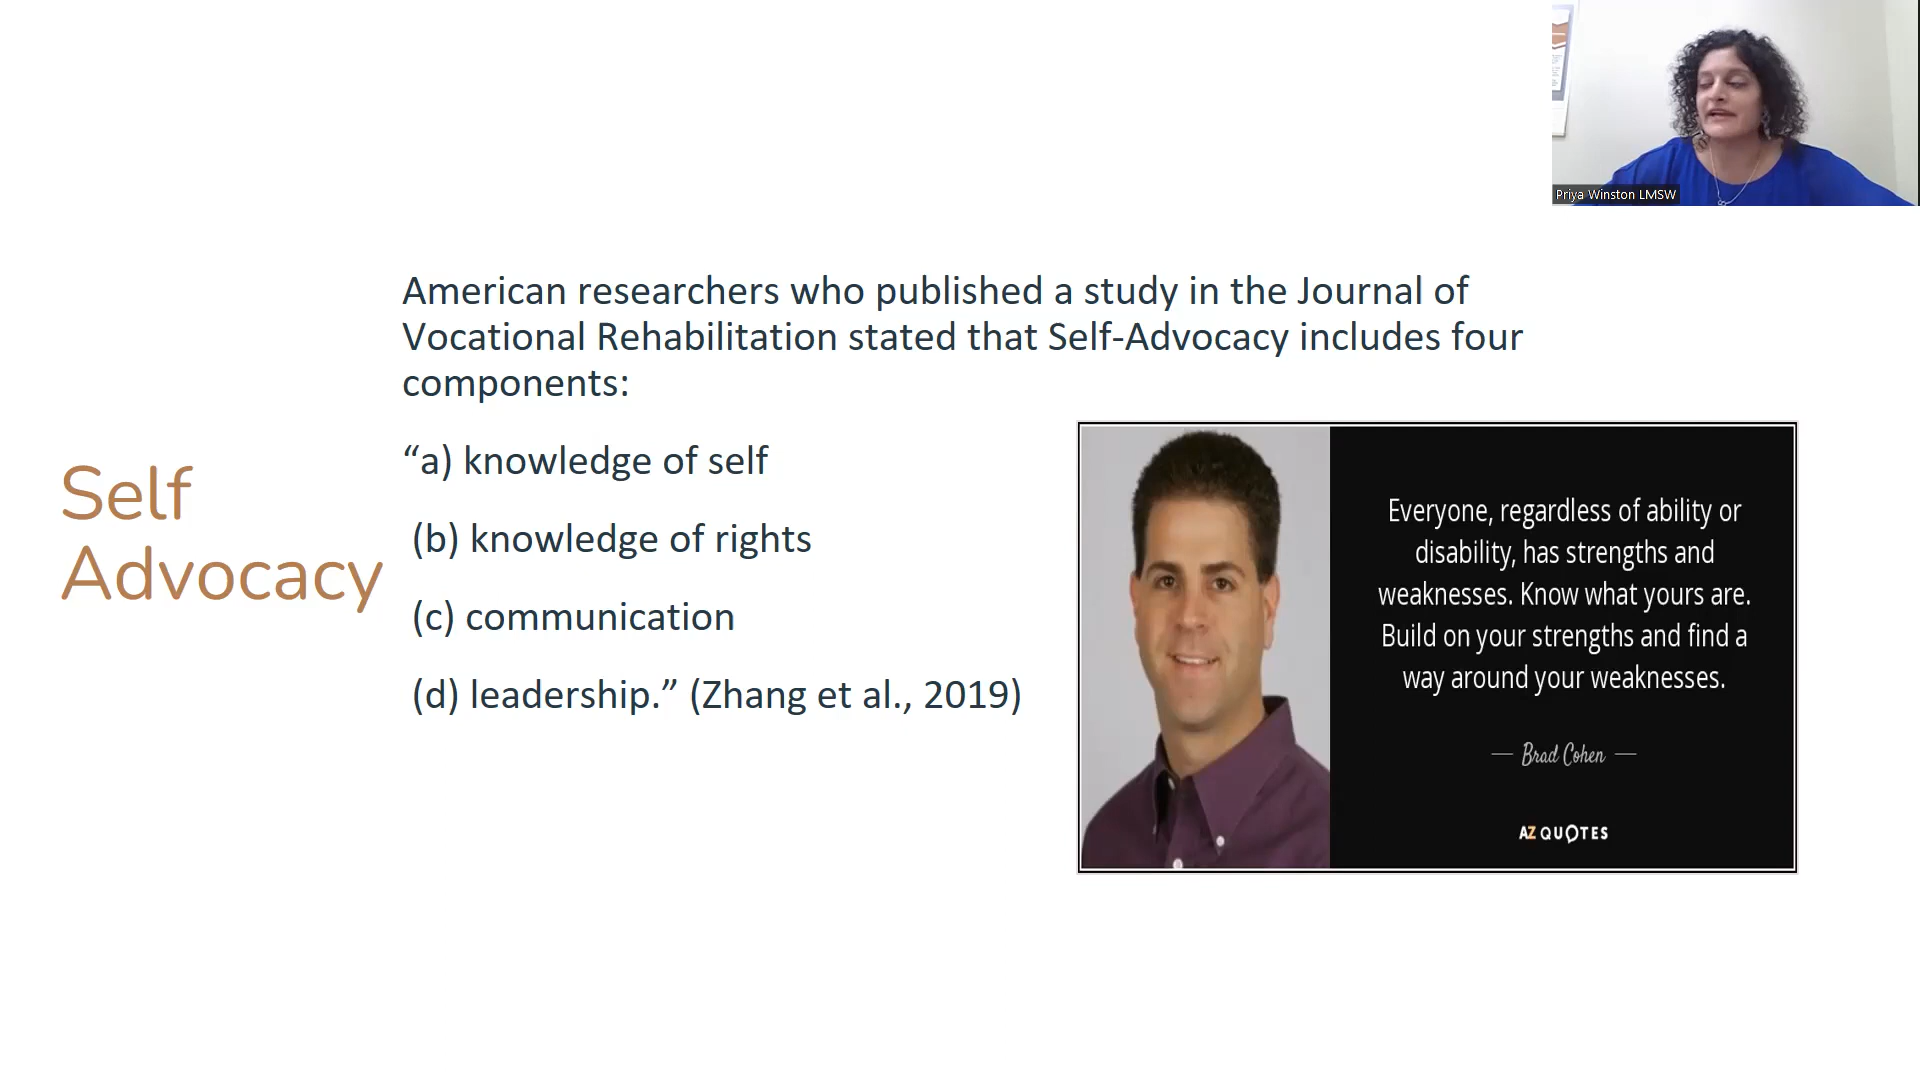 Priya Winston LMSW
American researchers who published a study in the Journal of
Vocational Rehabilitation stated that Self-Advocacy includes four
components:
“a) knowledge of self
(b) knowledge of rights
(c) communication
(d) leadership.” (Zhang et al., 2019)
Self
Advocacy
Everyone, regardless of ability or
disability, has strengths and
weaknesses. Know what yours are.
Build on your strengths and find a
way around your weaknesses.
— Brad Cohen —
AZ QUOTES